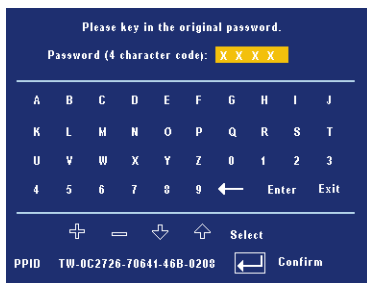 Please key in the original password.
Password (4 character code): X X X X
A B C D E F G H I J
K L M N O P Q R S T
U V W X Y Z 0 1 2 3
4 5 6 7 8 9 ← Enter Exit
Select
PPID TW-0C2726-70641-46B-0208 Confirm